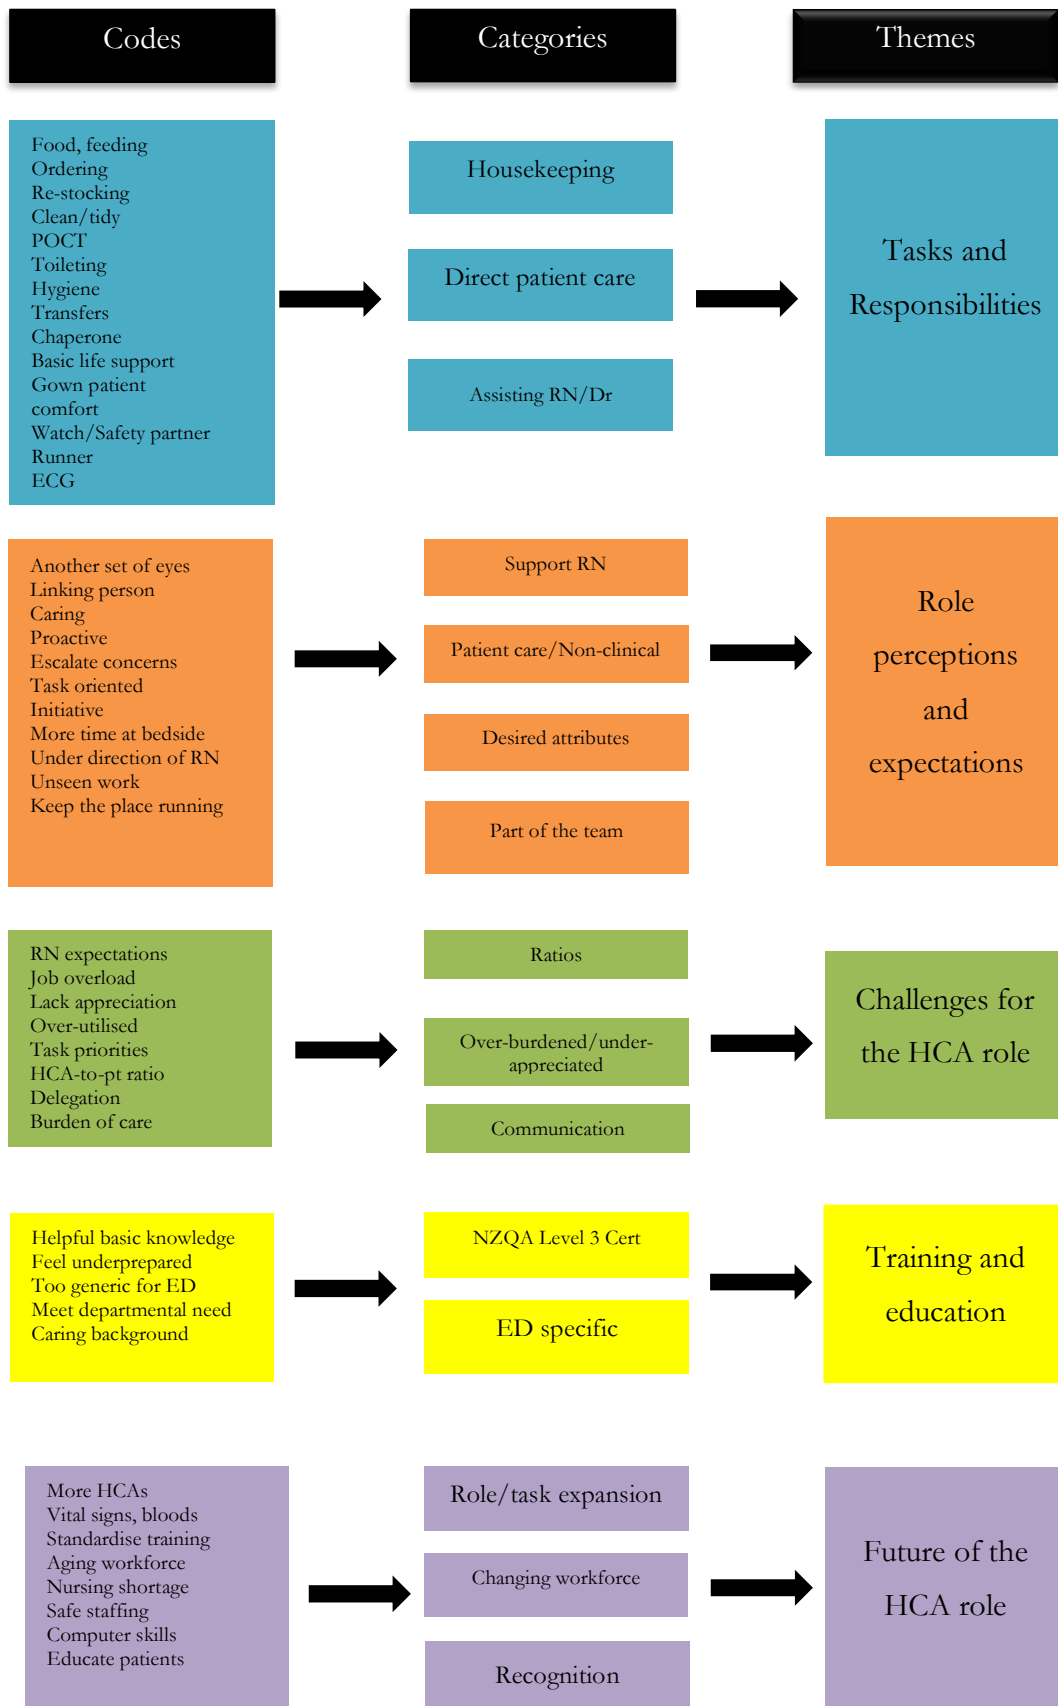 Codes
Categories
Themes
Food, feeding
Ordering
Re-stocking
Clean/tidy
POCT
Toileting
Hygiene
Transfers
Chaperone
Basic life support
Gown patient
comfort
Watch/Safety partner
Runner
ECG
Housekeeping
Direct patient care
Assisting RN/Dr
Tasks and
Responsibilities
Another set of eyes
Linking person
Caring
Proactive
Escalate concerns
Task oriented
Initiative
More time at bedside
Under direction of RN
Unseen work
Keep the place running
Support RN
Patient care/Non-clinical
Desired attributes
Part of the team
Role
perceptions
and
expectations
RN expectations
Job overload
Lack appreciation
Over-utilised
Task priorities
HCA-to-pt ratio
Delegation
Burden of care
Ratios
Over-burdened/under-
appreciated
Communication
Challenges for
the HCA role
Helpful basic knowledge
Feel underprepared
Too generic for ED
Meet departmental need
Caring background
NZQA Level 3 Cert
ED specific
Training and
education
More HCAs
Vital signs, bloods
Standardise training
Aging workforce
Nursing shortage
Safe staffing
Computer skills
Educate patients
Role/task expansion
Changing workforce
Recognition
Future of the
HCA role